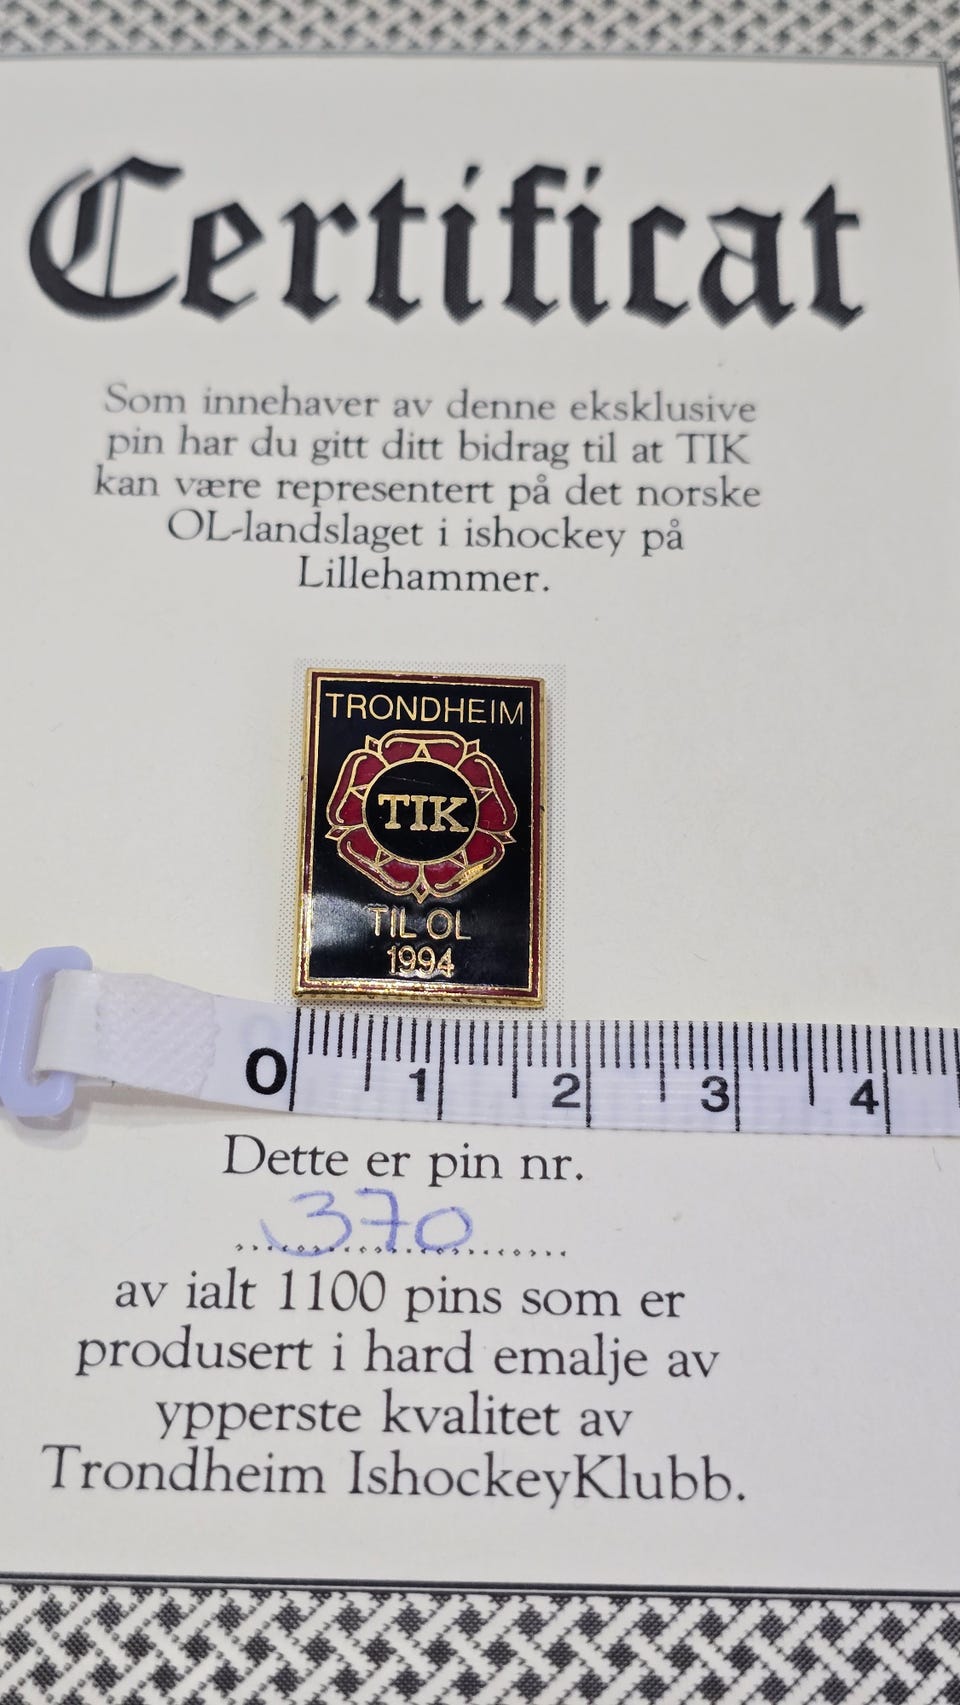 Certificat
Som innehaver av denne eksklusive
pin har du gitt ditt bidrag til at TIK
kan være representert på det norske
OL-landslaget i ishockey på
Lillehammer.
TRONDHEIM
TIK
TIL OL
1994
0 1 2 3 4
Dette er pin nr.
370
av ialt 1100 pins som er
produsert i hard emalje av
ypperste kvalitet av
Trondheim IshockeyKlubb.